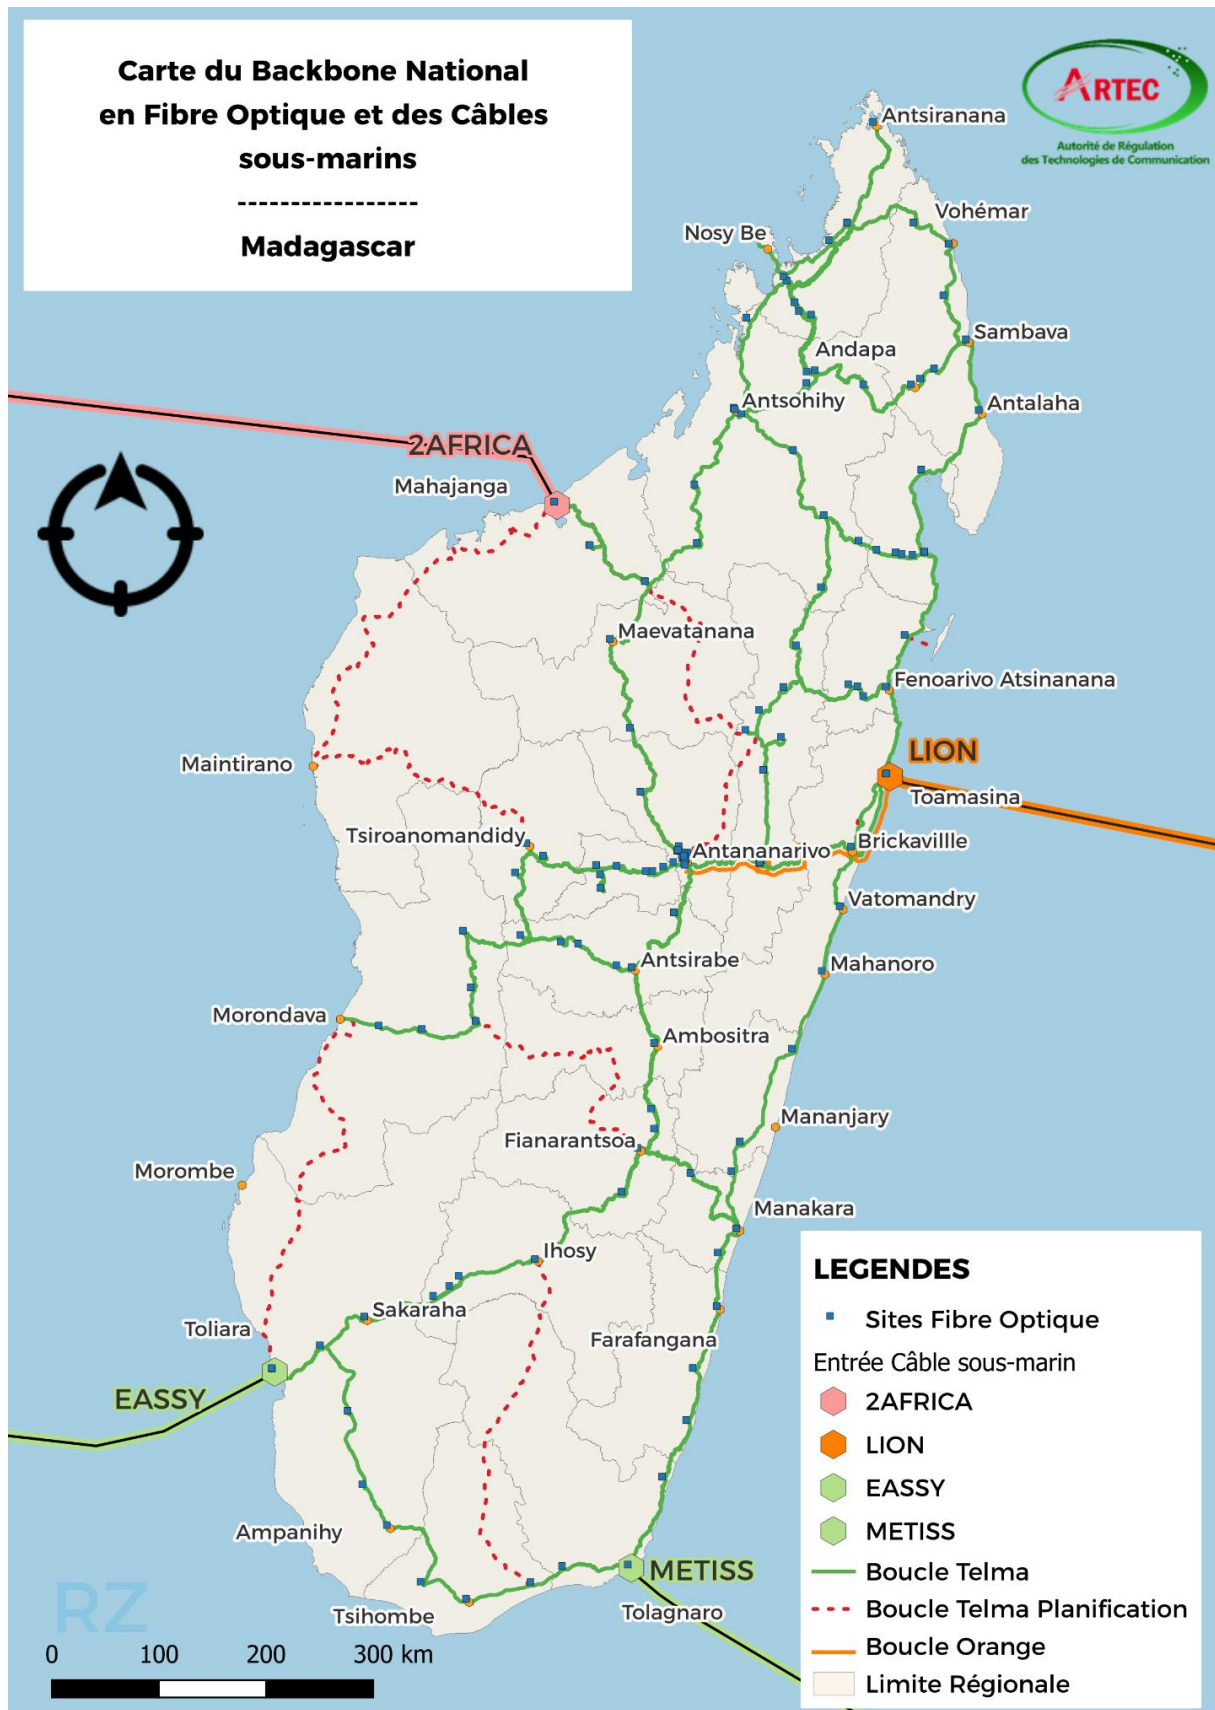 Carte du Backbone National
en Fibre Optique et des Câbles
sous-marins
-----------------
Madagascar
ARTEC
Autorité de Régulation
des Technologies de Communication
Antsiranana
Vohémar
Nosy Be
Sambava
Andapa
Antsohihy
Antalaha
2AFRICA
Mahajanga
Maevatanana
Fenoarivo Atsinanana
LION
Maintirano
Toamasina
Tsiroanomandidy
Antananarivo
Brickavillle
Vatomandry
Antsirabe
Mahanoro
Morondava
Ambositra
Mananjary
Fianarantsoa
Morombe
Manakara
Ihosy
Sakaraha
Toliara
Farafangana
EASSY
Ampanihy
METISS
Tsihombe
Tolagnaro
LEGENDES
Sites Fibre Optique
Entrée Câble sous-marin
2AFRICA
LION
EASSY
METISS
Boucle Telma
Boucle Telma Planification
Boucle Orange
Limite Régionale
RZ
0 100 200 300 km